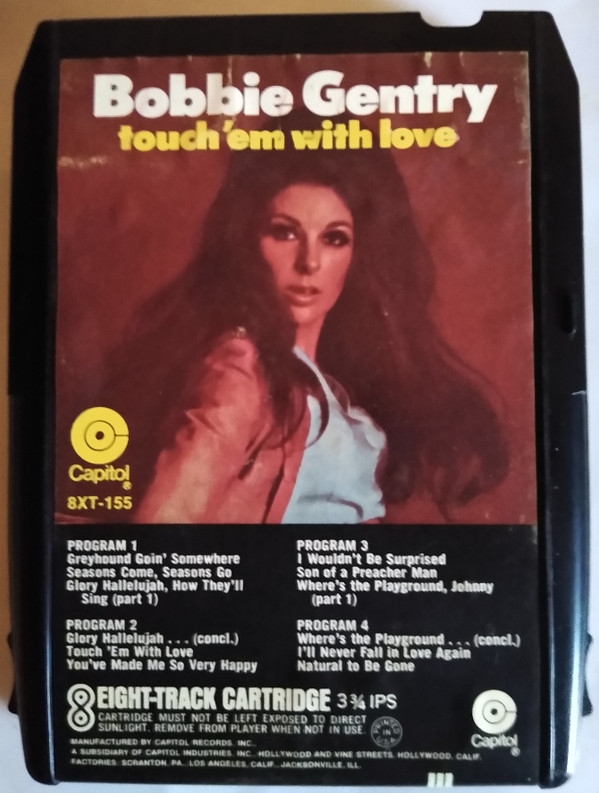 Bobbie Gentry
touch 'em with love
Capitol®
8XT-155
PROGRAM 1
Greyhound Goin' Somewhere
Seasons Come, Seasons Go
Glory Hallelujah, How They'll
Sing (part 1)
PROGRAM 2
Glory Hallelujah . . . (concl.)
Touch 'Em With Love
You've Made Me So Very Happy
PROGRAM 3
I Wouldn't Be Surprised
Son of a Preacher Man
Where's the Playground, Johnny
(part 1)
PROGRAM 4
Where's the Playground . . . (concl.)
I'll Never Fall in Love Again
Natural to Be Gone
8 EIGHT-TRACK CARTRIDGE 3¾ IPS
CARTRIDGE MUST NOT BE LEFT EXPOSED TO DIRECT
SUNLIGHT. REMOVE FROM PLAYER WHEN NOT IN USE.
PRINTED IN U.S.A.
Capitol®
MANUFACTURED BY CAPITOL RECORDS, INC.,
A SUBSIDIARY OF CAPITOL INDUSTRIES, INC., HOLLYWOOD AND VINE STREETS, HOLLYWOOD, CALIF.
FACTORIES: SCRANTON, PA., LOS ANGELES, CALIF., JACKSONVILLE, ILL.